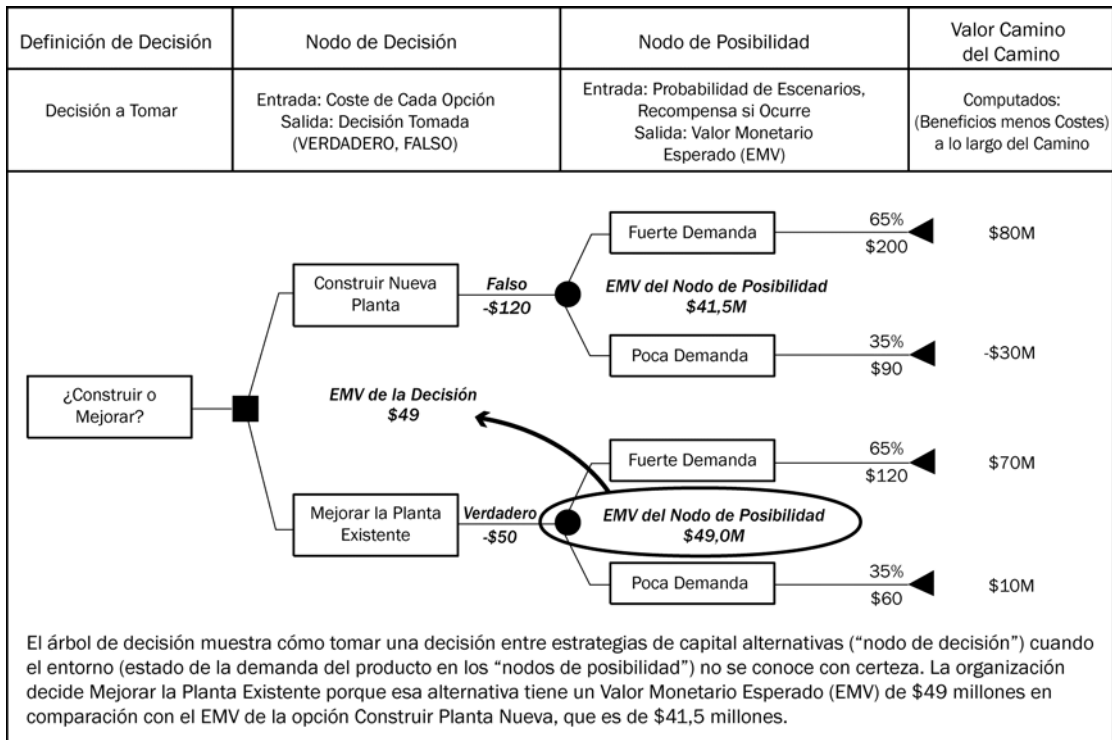 Definición de Decisión
Nodo de Decisión
Nodo de Posibilidad
Valor Camino
del Camino
Decisión a Tomar
Entrada: Coste de Cada Opción
Salida: Decisión Tomada
(VERDADERO, FALSO)
Entrada: Probabilidad de Escenarios,
Recompensa si Ocurre
Salida: Valor Monetario
Esperado (EMV)
Computados:
(Beneficios menos Costes)
a lo largo del Camino
Fuerte Demanda
65%
$200
$80M
Construir Nueva
Planta
Falso
-$120
EMV del Nodo de Posibilidad
$41,5M
Poca Demanda
35%
$90
-$30M
¿Construir o
Mejorar?
EMV de la Decisión
$49
Fuerte Demanda
65%
$120
$70M
Mejorar la Planta
Existente
Verdadero
-$50
EMV del Nodo de Posibilidad
$49,0M
Poca Demanda
35%
$60
$10M
El árbol de decisión muestra cómo tomar una decisión entre estrategias de capital alternativas (“nodo de decisión”) cuando
el entorno (estado de la demanda del producto en los “nodos de posibilidad”) no se conoce con certeza. La organización
decide Mejorar la Planta Existente porque esa alternativa tiene un Valor Monetario Esperado (EMV) de $49 millones en
comparación con el EMV de la opción Construir Planta Nueva, que es de $41,5 millones.